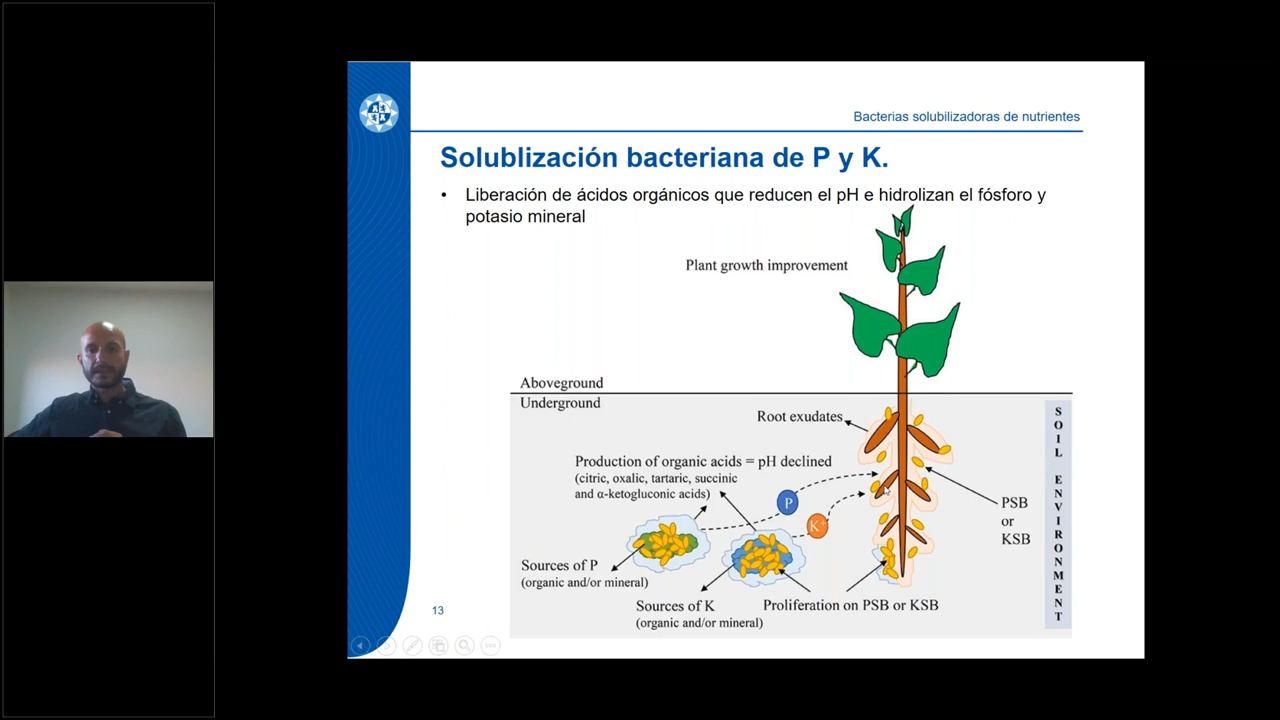 Bacterias solubilizadoras de nutrientes
Solublización bacteriana de P y K.
• Liberación de ácidos orgánicos que reducen el pH e hidrolizan el fósforo y
potasio mineral
Plant growth improvement
Aboveground
Underground
Root exudates
Production of organic acids = pH declined
(citric, oxalic, tartaric, succinic
and α-ketogluconic acids)
P
K+
PSB
or
KSB
Sources of P
(organic and/or mineral)
Sources of K
(organic and/or mineral)
Proliferation on PSB or KSB
SOIL ENVIRONMENT
13